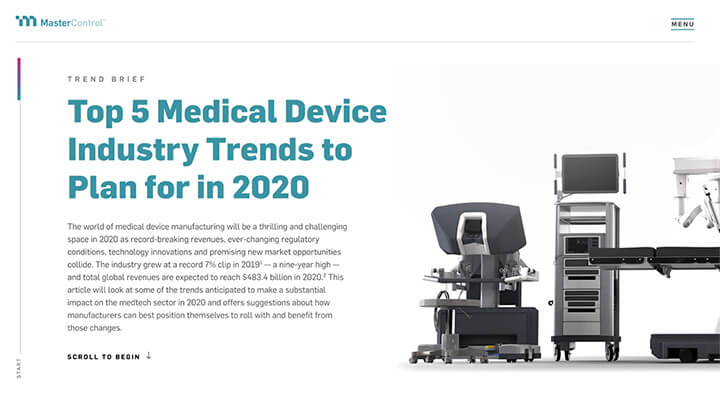 MasterControl™
MENU
TREND BRIEF
Top 5 Medical Device
Industry Trends to
Plan for in 2020
The world of medical device manufacturing will be a thrilling and challenging
space in 2020 as record-breaking revenues, ever-changing regulatory
conditions, technology innovations and promising new market opportunities
collide. The industry grew at a record 7% clip in 2019¹ — a nine-year high —
and total global revenues are expected to reach $483.4 billion in 2020.² This
article will look at some of the trends anticipated to make a substantial
impact on the medtech sector in 2020 and offers suggestions about how
manufacturers can best position themselves to roll with and benefit from
those changes.
SCROLL TO BEGIN ↓
START